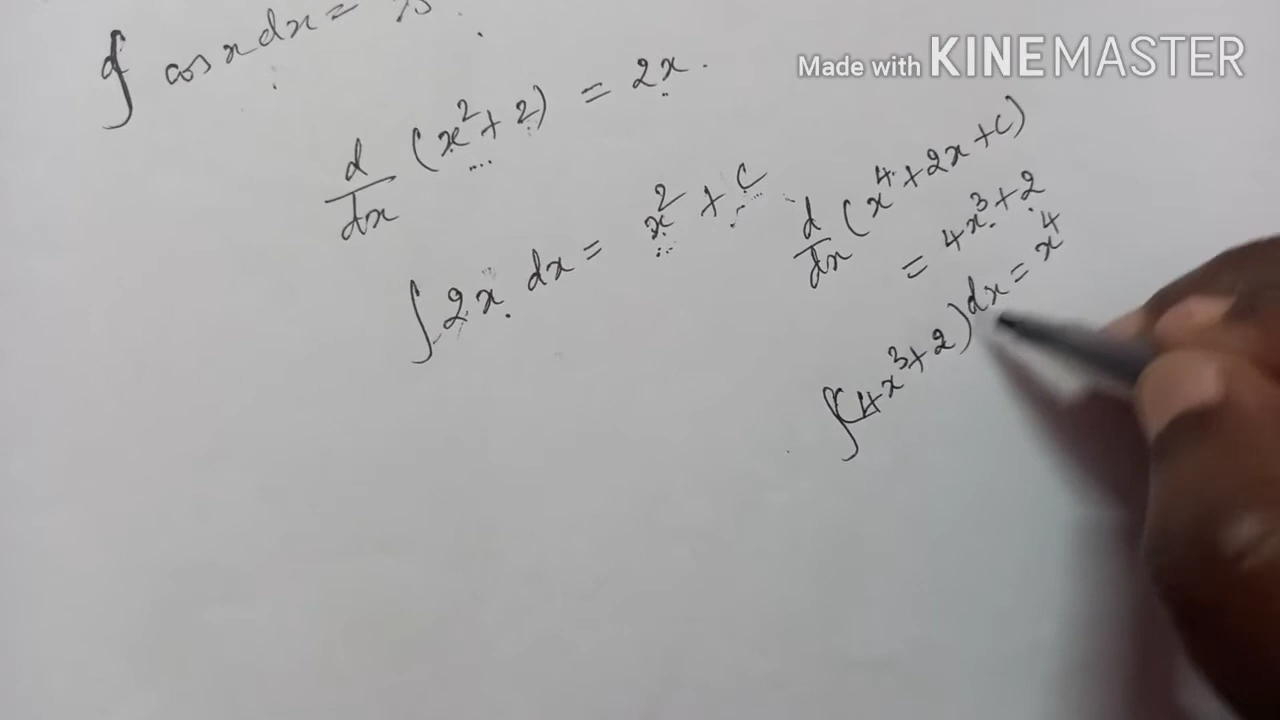 ∫ cos x dx =
Made with KINEMASTER
d/dx (x² + 2) = 2x.
∫ 2x dx = x² + c
d/dx (x⁴ + 2x + c)
= 4x³ + 2
∫(4x³ + 2) dx = x⁴